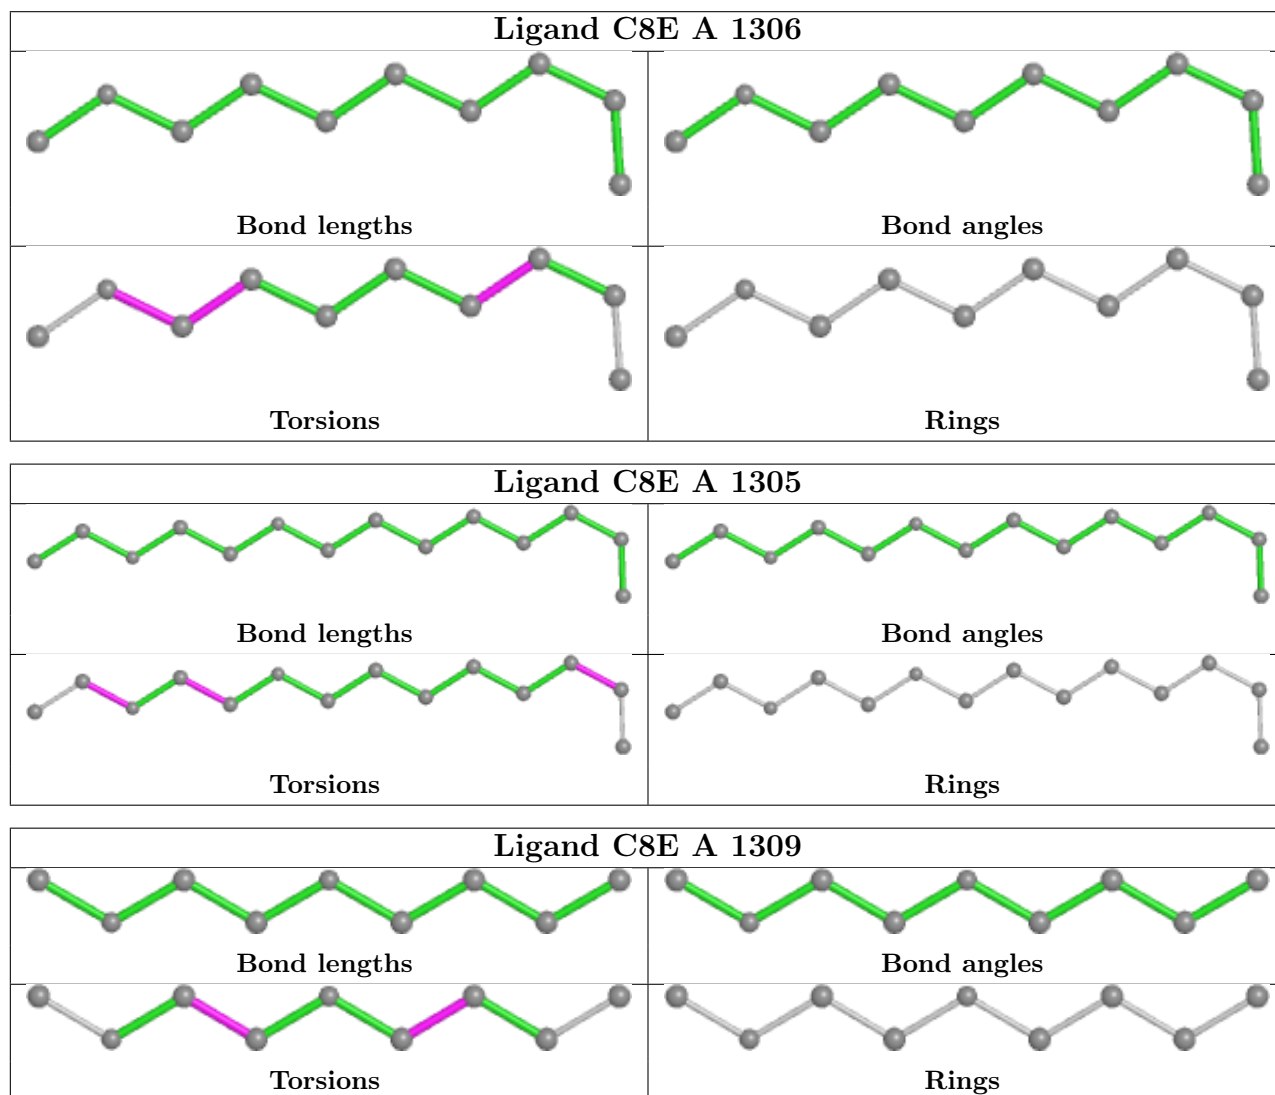 Ligand C8E A 1306
Bond lengths
Bond angles
Torsions
Rings
Ligand C8E A 1305
Bond lengths
Bond angles
Torsions
Rings
Ligand C8E A 1309
Bond lengths
Bond angles
Torsions
Rings